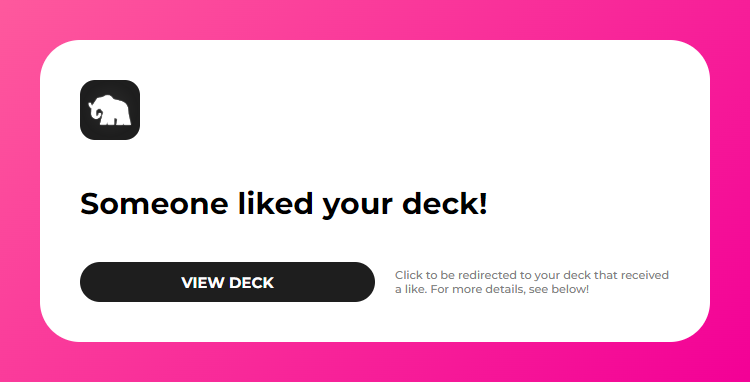 Someone liked your deck!
VIEW DECK
Click to be redirected to your deck that received
a like. For more details, see below!